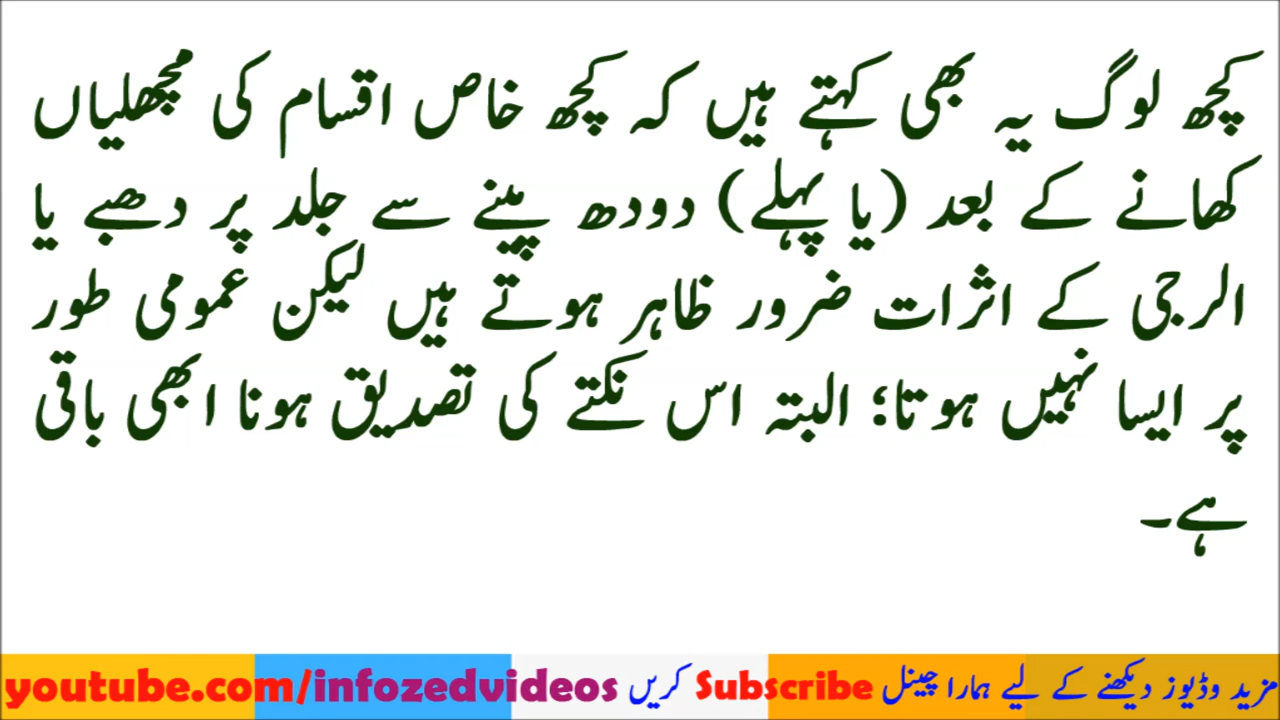 کچھ لوگ یہ بھی کہتے ہیں کہ کچھ خاص اقسام کی مچھلیاں
کھانے کے بعد (یا پہلے) دودھ پینے سے جلد پر دھبے یا
الرجی کے اثرات ضرور ظاہر ہوتے ہیں لیکن عمومی طور
پر ایسا نہیں ہوتا؛ البتہ اس نکتے کی تصدیق ہونا ابھی باقی
ہے۔
مزید وڈیوز دیکھنے کے لیے ہمارا چینل Subscribe کریں youtube.com/infozedvideos